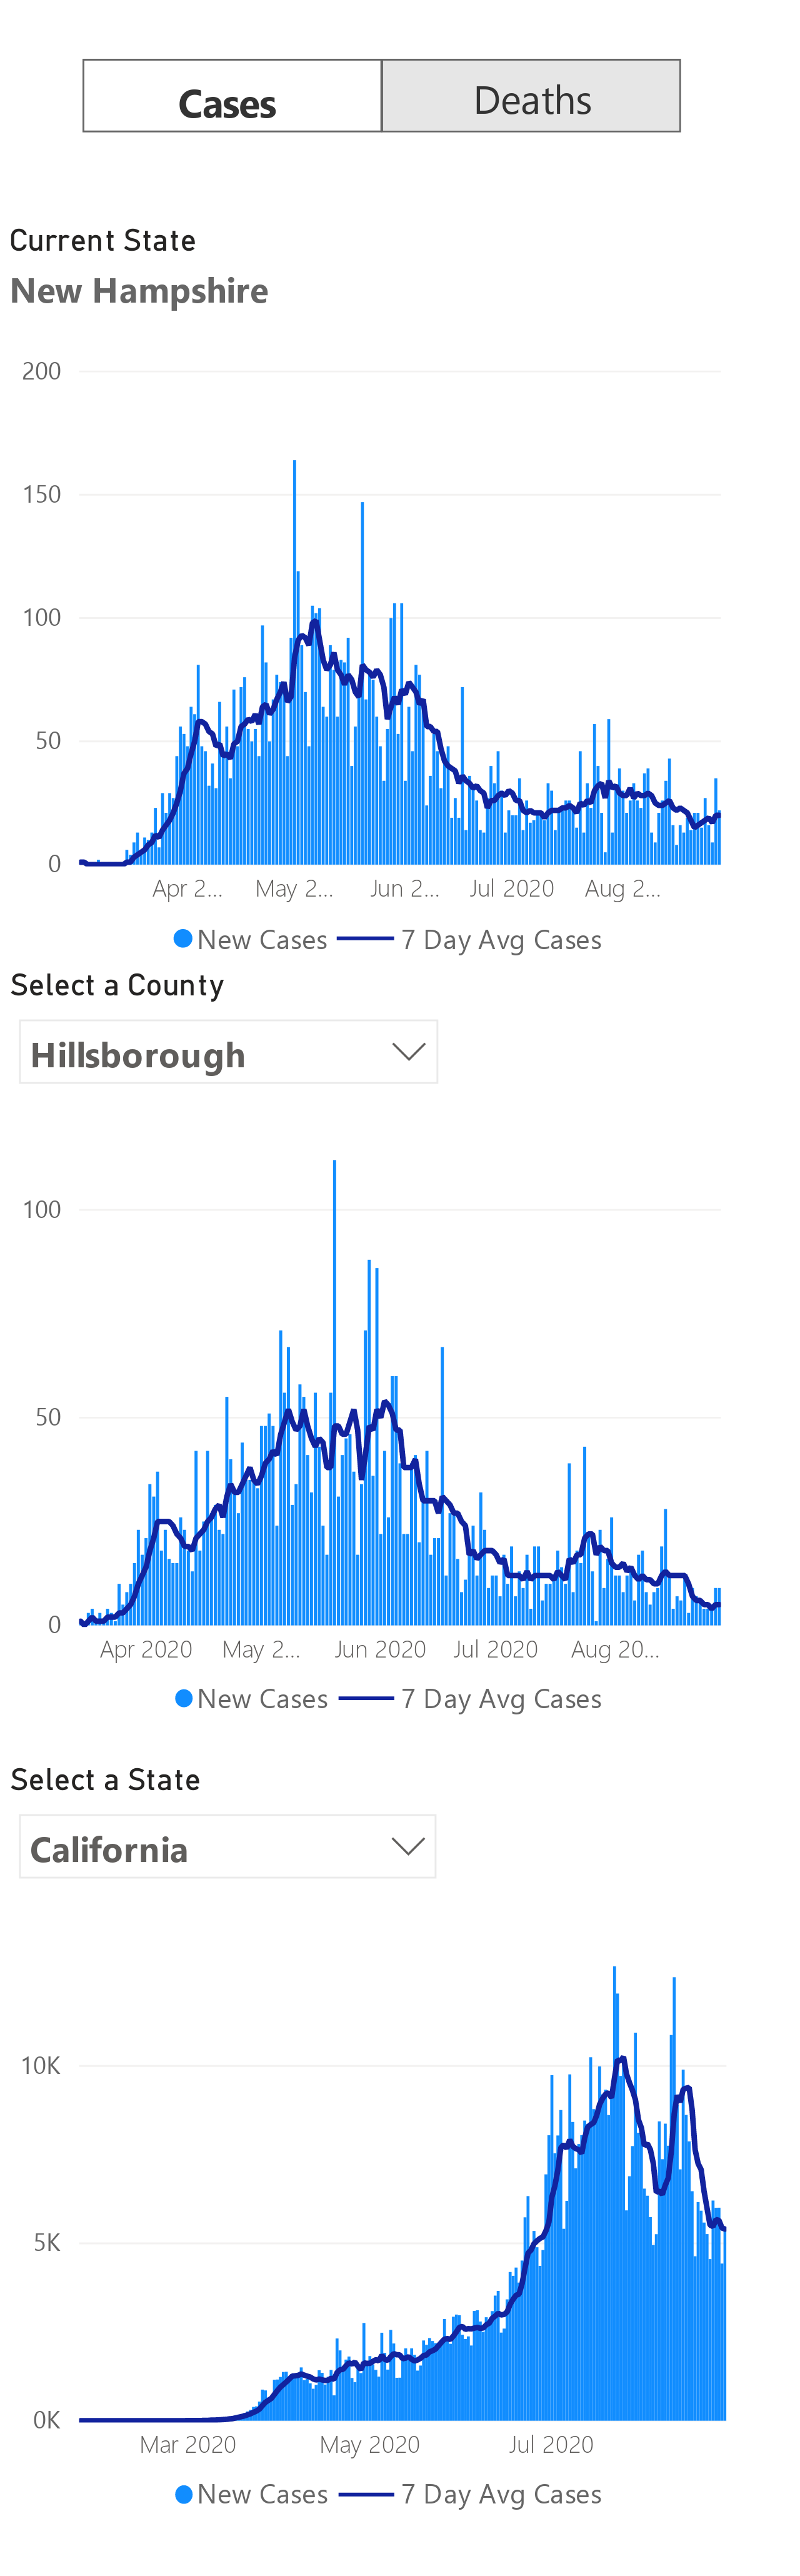 Cases Deaths
Current State
New Hampshire
200
150
100
50
0
Apr 2... May 2... Jun 2... Jul 2020 Aug 2...
New Cases 7 Day Avg Cases
Select a County
Hillsborough
100
50
0
Apr 2020 May 2... Jun 2020 Jul 2020 Aug 20...
New Cases 7 Day Avg Cases
Select a State
California
10K
5K
0K
Mar 2020 May 2020 Jul 2020
New Cases 7 Day Avg Cases